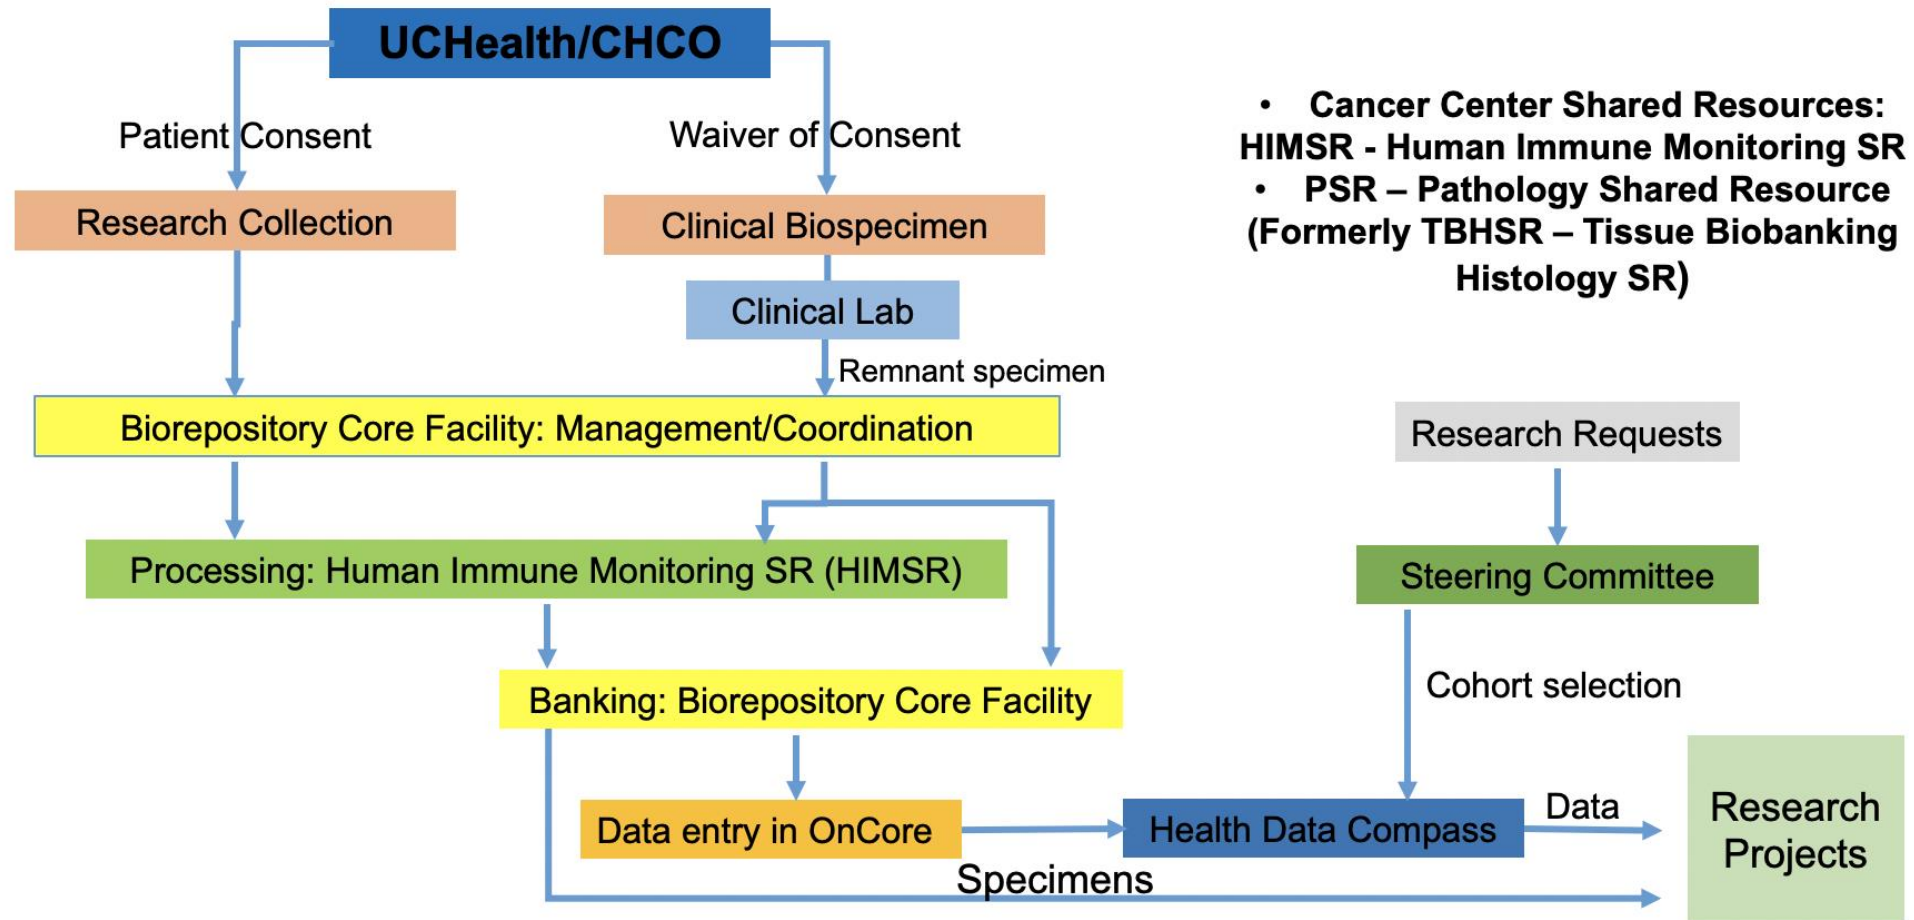 UCHealth/CHCO
Patient Consent
Waiver of Consent
• Cancer Center Shared Resources:
HIMSR - Human Immune Monitoring SR
• PSR – Pathology Shared Resource
(Formerly TBHSR – Tissue Biobanking
Histology SR)
Research Collection
Clinical Biospecimen
Clinical Lab
Remnant specimen
Biorepository Core Facility: Management/Coordination
Research Requests
Processing: Human Immune Monitoring SR (HIMSR)
Steering Committee
Cohort selection
Banking: Biorepository Core Facility
Data entry in OnCore
Health Data Compass
Data
Research
Projects
Specimens